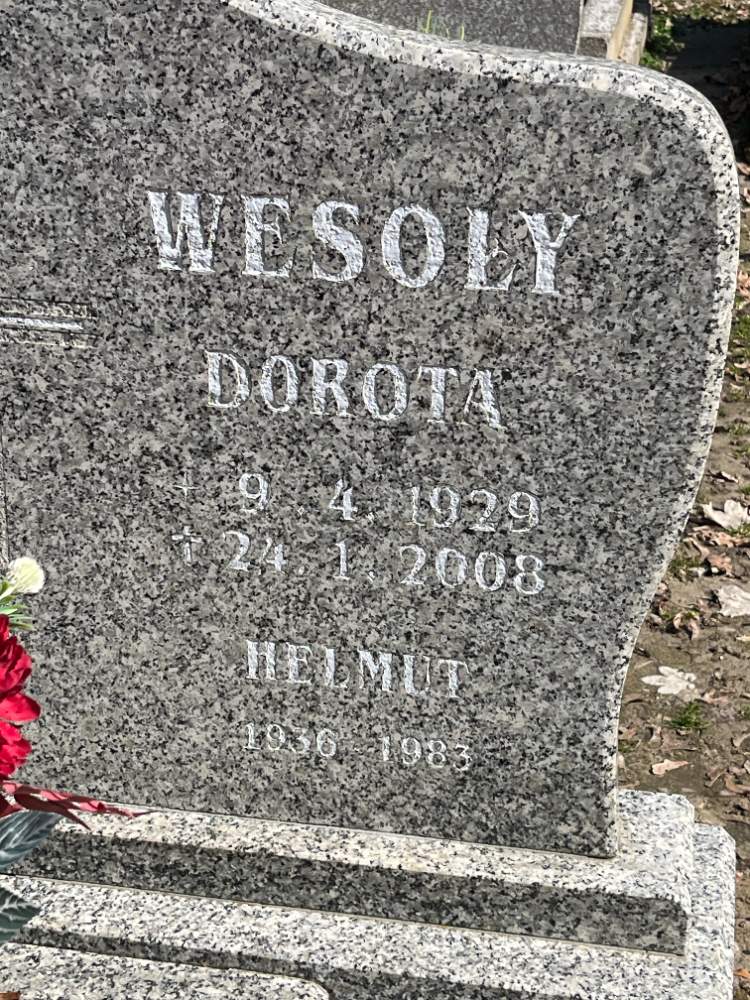 WESOŁY
DOROTA
+ 9. 4. 1929
† 24. 1. 2008
HELMUT
1936 - 1983